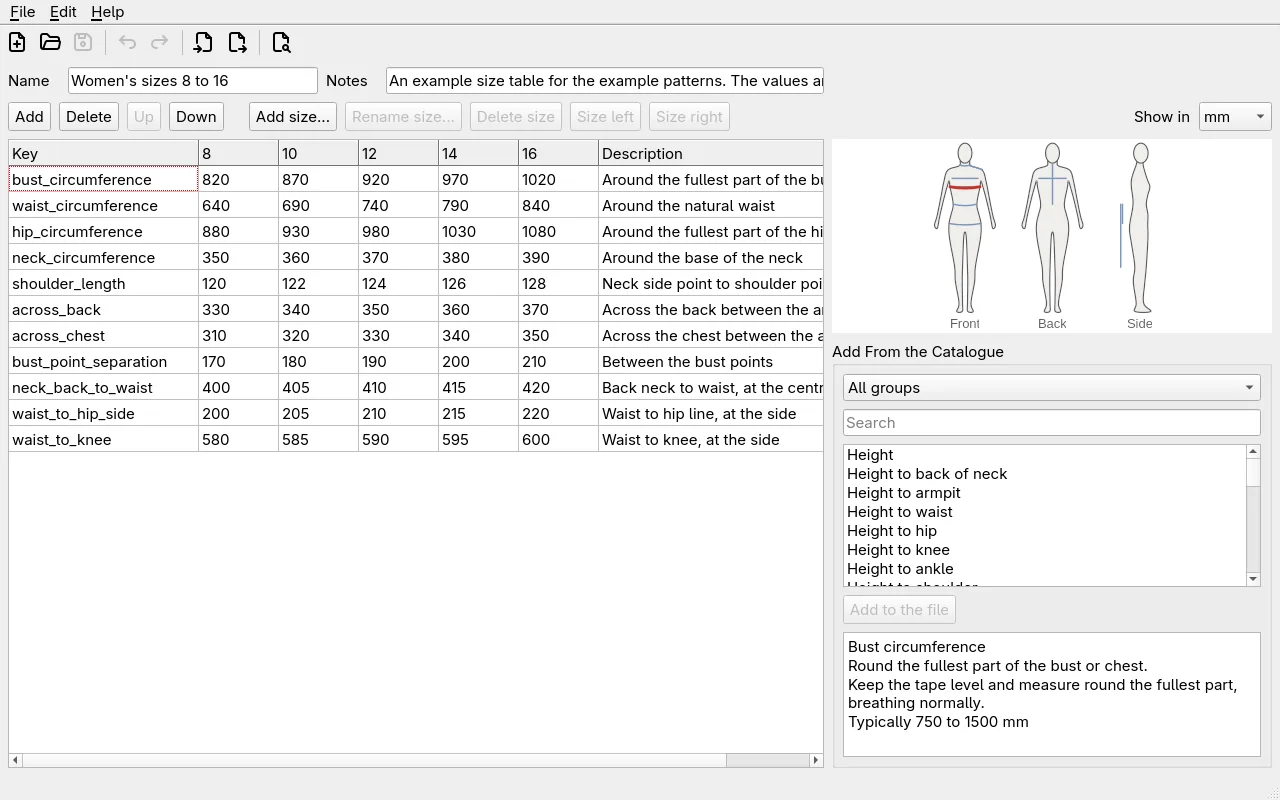 File Edit Help
Name Women's sizes 8 to 16 Notes An example size table for the example patterns. The values
Add Delete Up Down Add size... Rename size... Delete size Size left Size right Show in mm
Key 8 10 12 14 16 Description
bust_circumference 820 870 920 970 1020 Around the fullest part of the
waist_circumference 640 690 740 790 840 Around the natural waist
hip_circumference 880 930 980 1030 1080 Around the fullest part of the
neck_circumference 350 360 370 380 390 Around the base of the neck
shoulder_length 120 122 124 126 128 Neck side point to shoulder
across_back 330 340 350 360 370 Across the back between the
across_chest 310 320 330 340 350 Across the chest between the
bust_point_separation 170 180 190 200 210 Between the bust points
neck_back_to_waist 400 405 410 415 420 Back neck to waist, at the
waist_to_hip_side 200 205 210 215 220 Waist to hip line, at the side
waist_to_knee 580 585 590 595 600 Waist to knee, at the side
Front Back Side
Add From the Catalogue
All groups
Search
Height
Height to back of neck
Height to armpit
Height to waist
Height to hip
Height to knee
Height to ankle
Height to shoulder
Add to the file
Bust circumference
Round the fullest part of the bust or chest.
Keep the tape level and measure round the fullest part,
breathing normally.
Typically 750 to 1500 mm